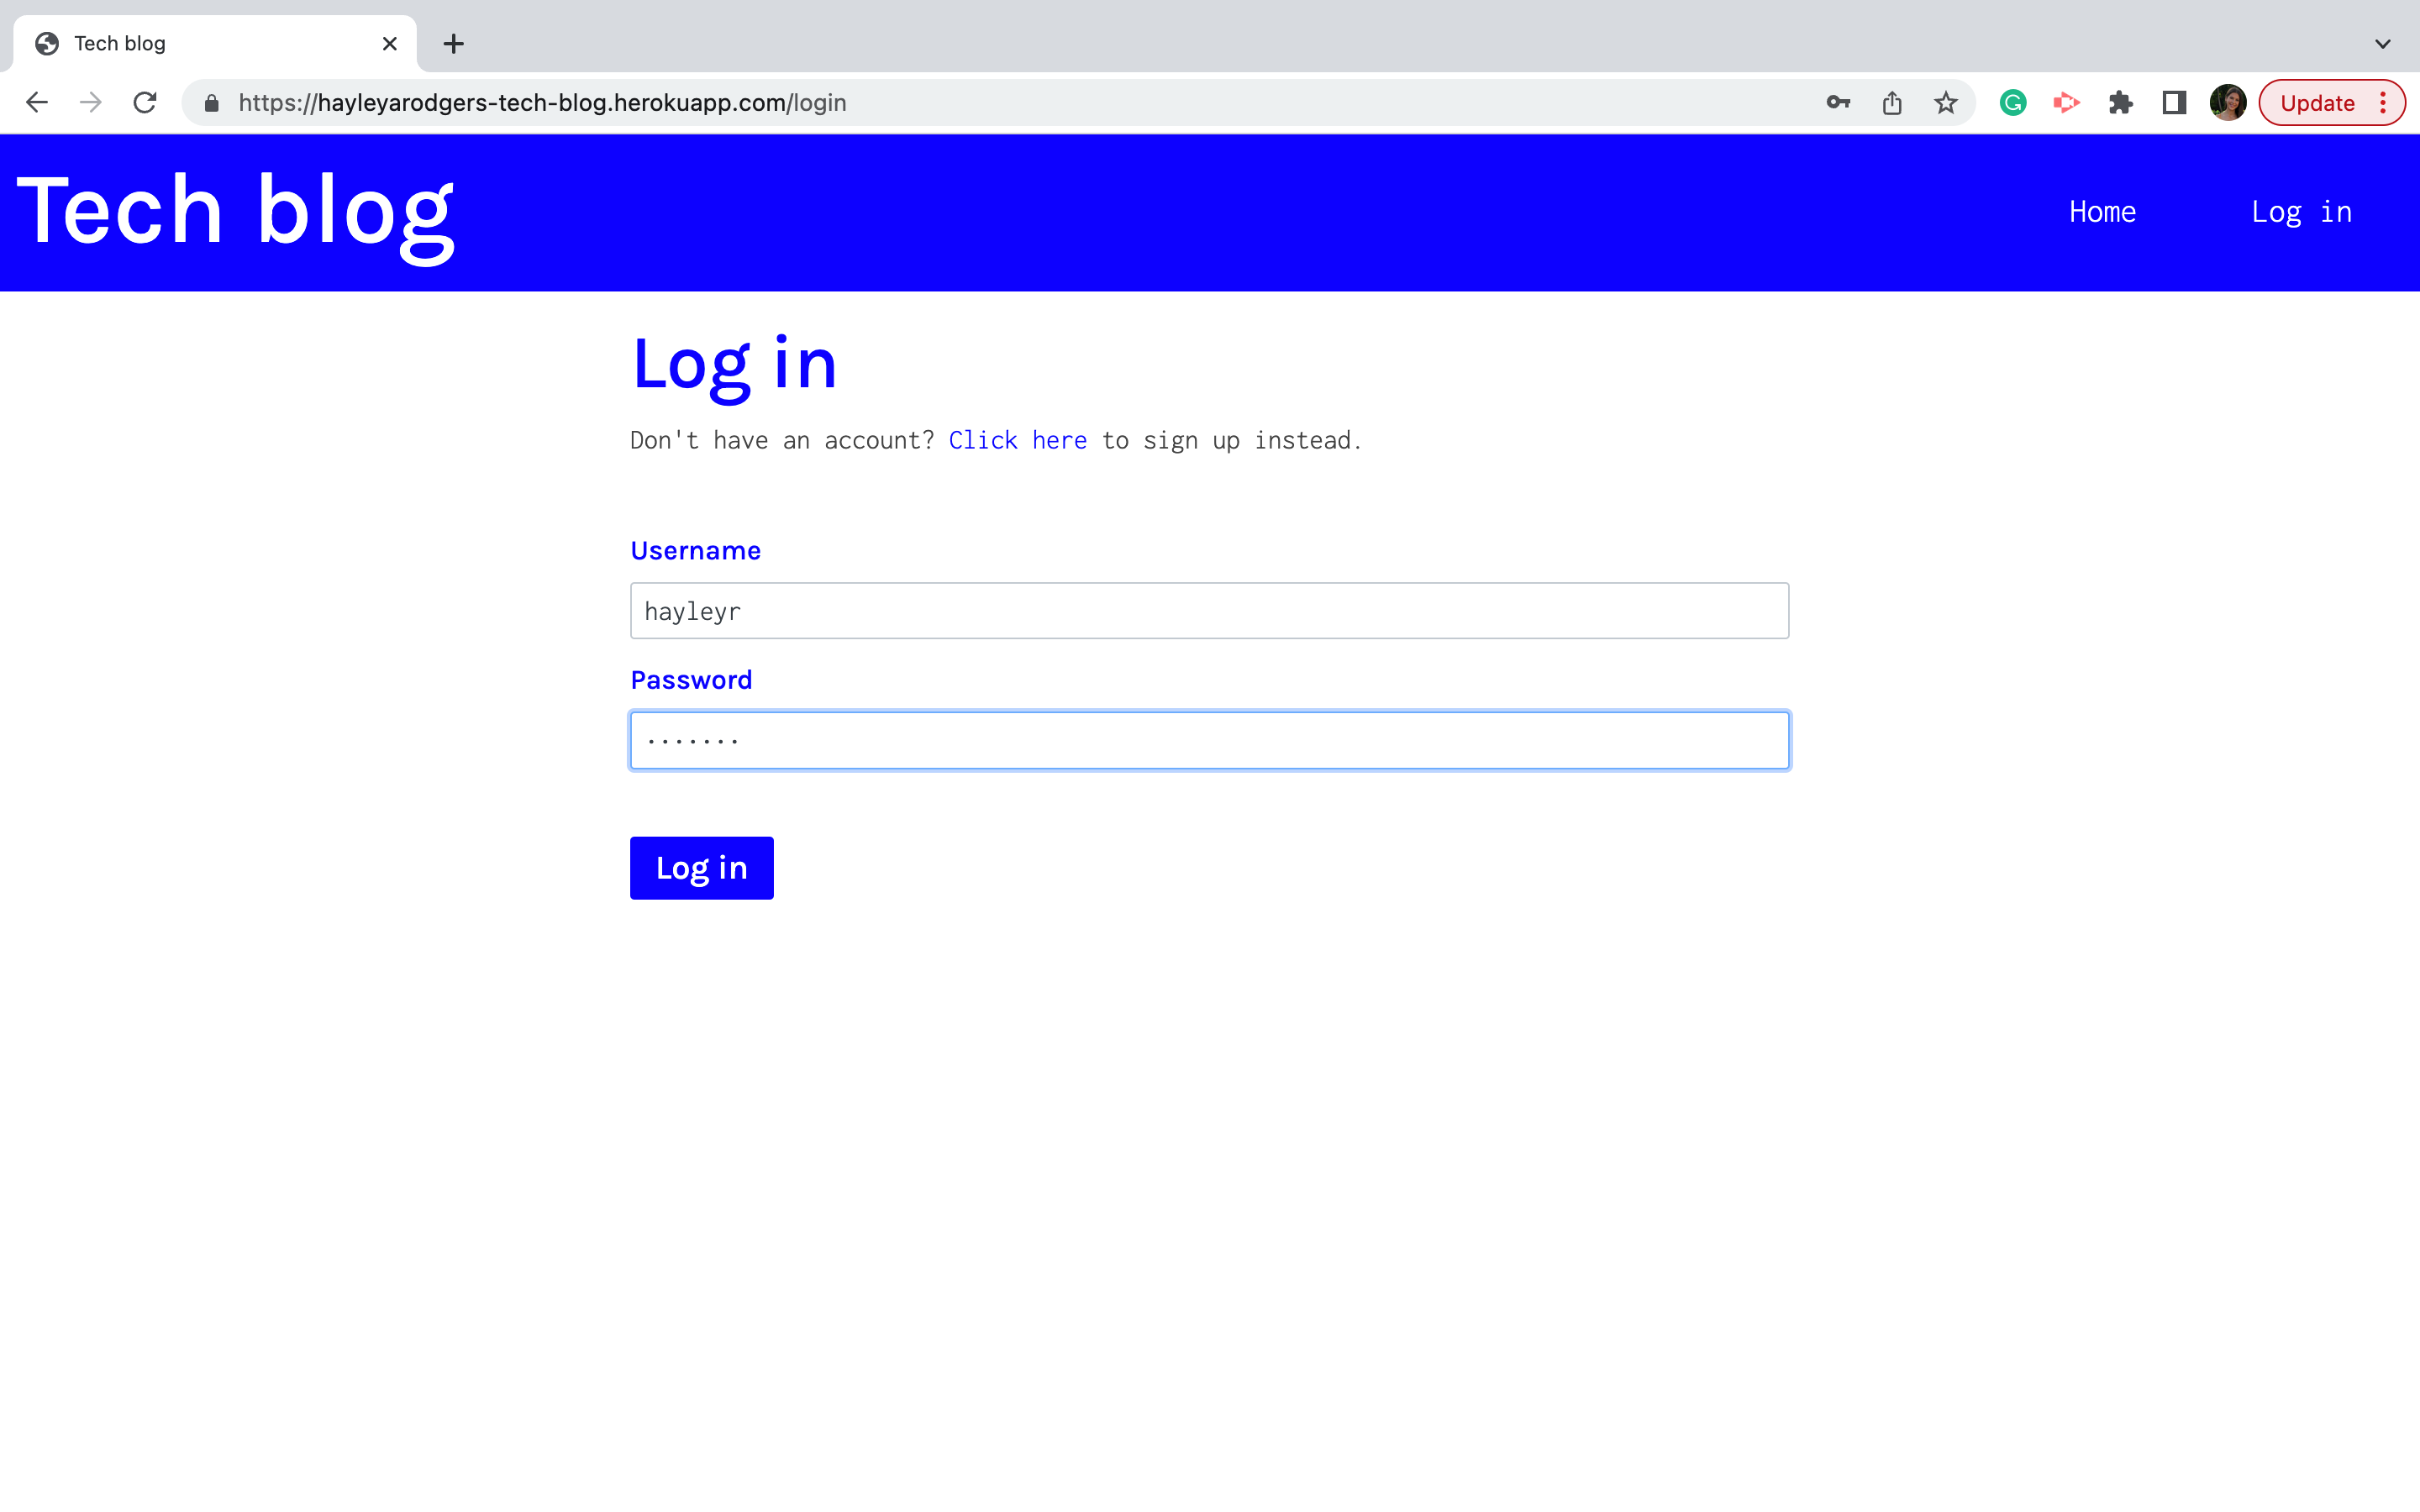 Tech blog
https://hayleyarodgers-tech-blog.herokuapp.com/login
Update
Tech blog
Home
Log in
Log in
Don't have an account? Click here to sign up instead.
Username
hayleyr
Password
·······
Log in